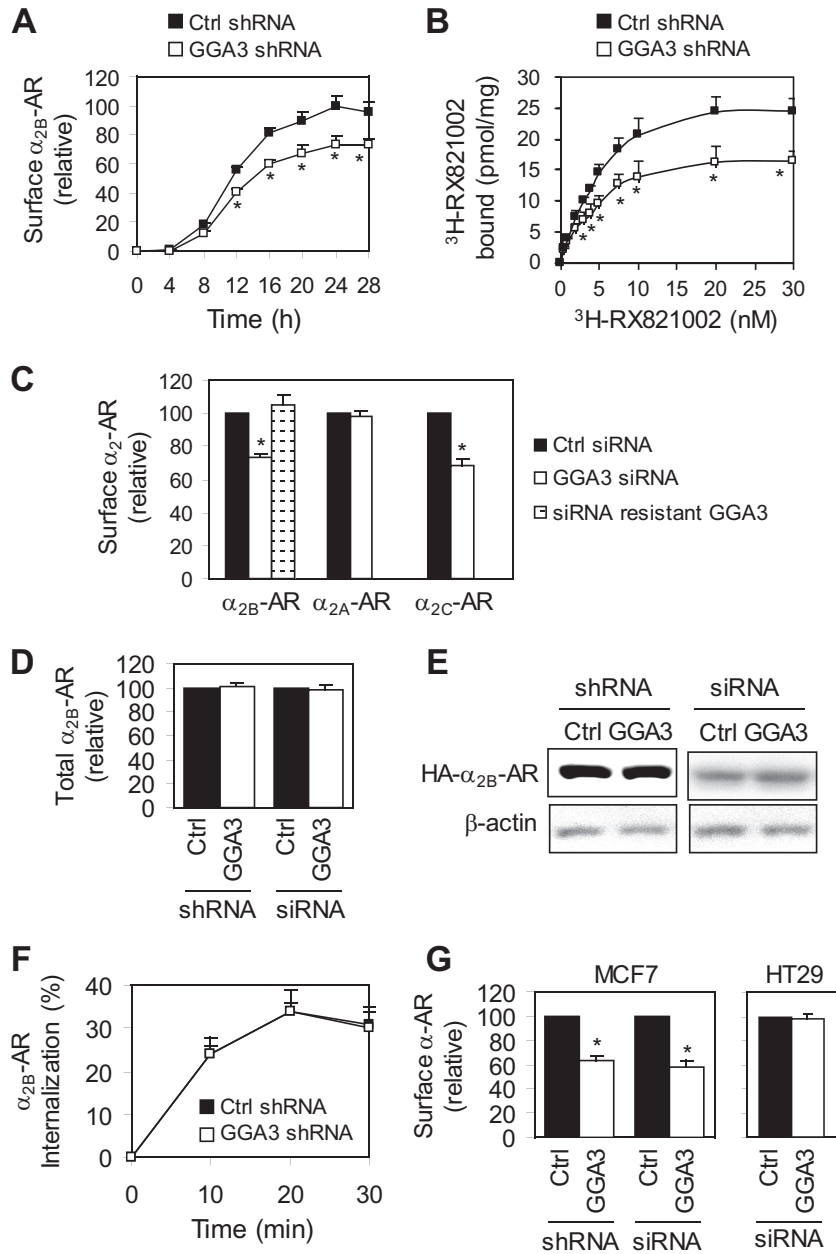 A
Ctrl shRNA
GGA3 shRNA
Surface α2B-AR
(relative)
120
100
80
60
40
20
0
0 4 8 12 16 20 24 28
* * * * *
Time (h)
B
Ctrl shRNA
GGA3 shRNA
³H-RX821002
bound (pmol/mg)
30
25
20
15
10
5
0
0 5 10 15 20 25 30
* * * * * * *
³H-RX821002 (nM)
C
Surface α2-AR
(relative)
120
100
80
60
40
20
0
* *
α2B-AR α2A-AR α2C-AR
Ctrl siRNA
GGA3 siRNA
siRNA resistant GGA3
D
Total α2B-AR
(relative)
120
100
80
60
40
20
0
Ctrl GGA3 Ctrl GGA3
shRNA siRNA
E
shRNA siRNA
Ctrl GGA3 Ctrl GGA3
HA-α2B-AR
β-actin
F
α2B-AR
Internalization (%)
40
30
20
10
0
Ctrl shRNA
GGA3 shRNA
0 10 20 30
Time (min)
G
MCF7 HT29
Surface α-AR
(relative)
120
100
80
60
40
20
0
* *
Ctrl GGA3 Ctrl GGA3 Ctrl GGA3
shRNA siRNA siRNA